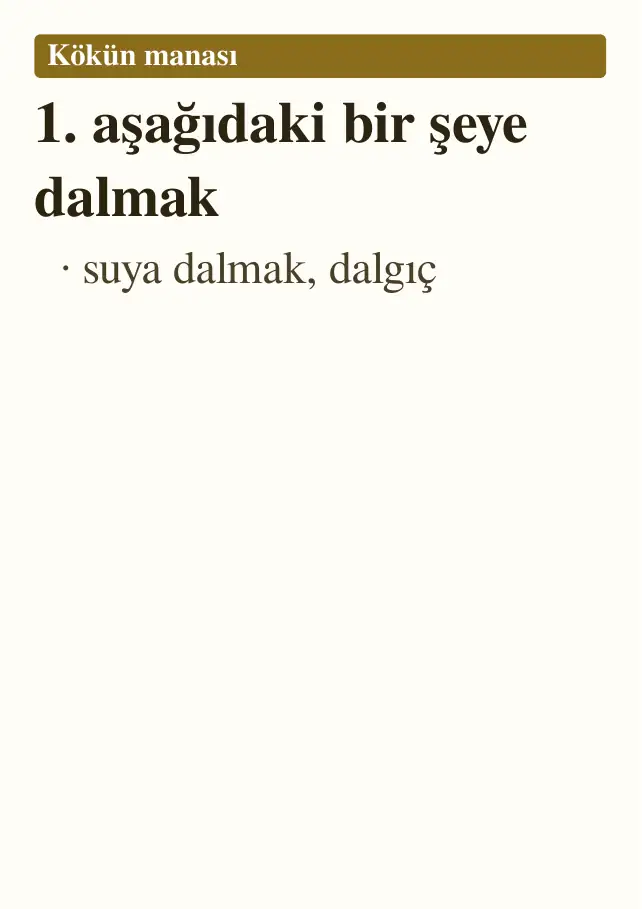 Kökün manası
1. aşağıdaki bir şeye
dalmak
· suya dalmak, dalgıç